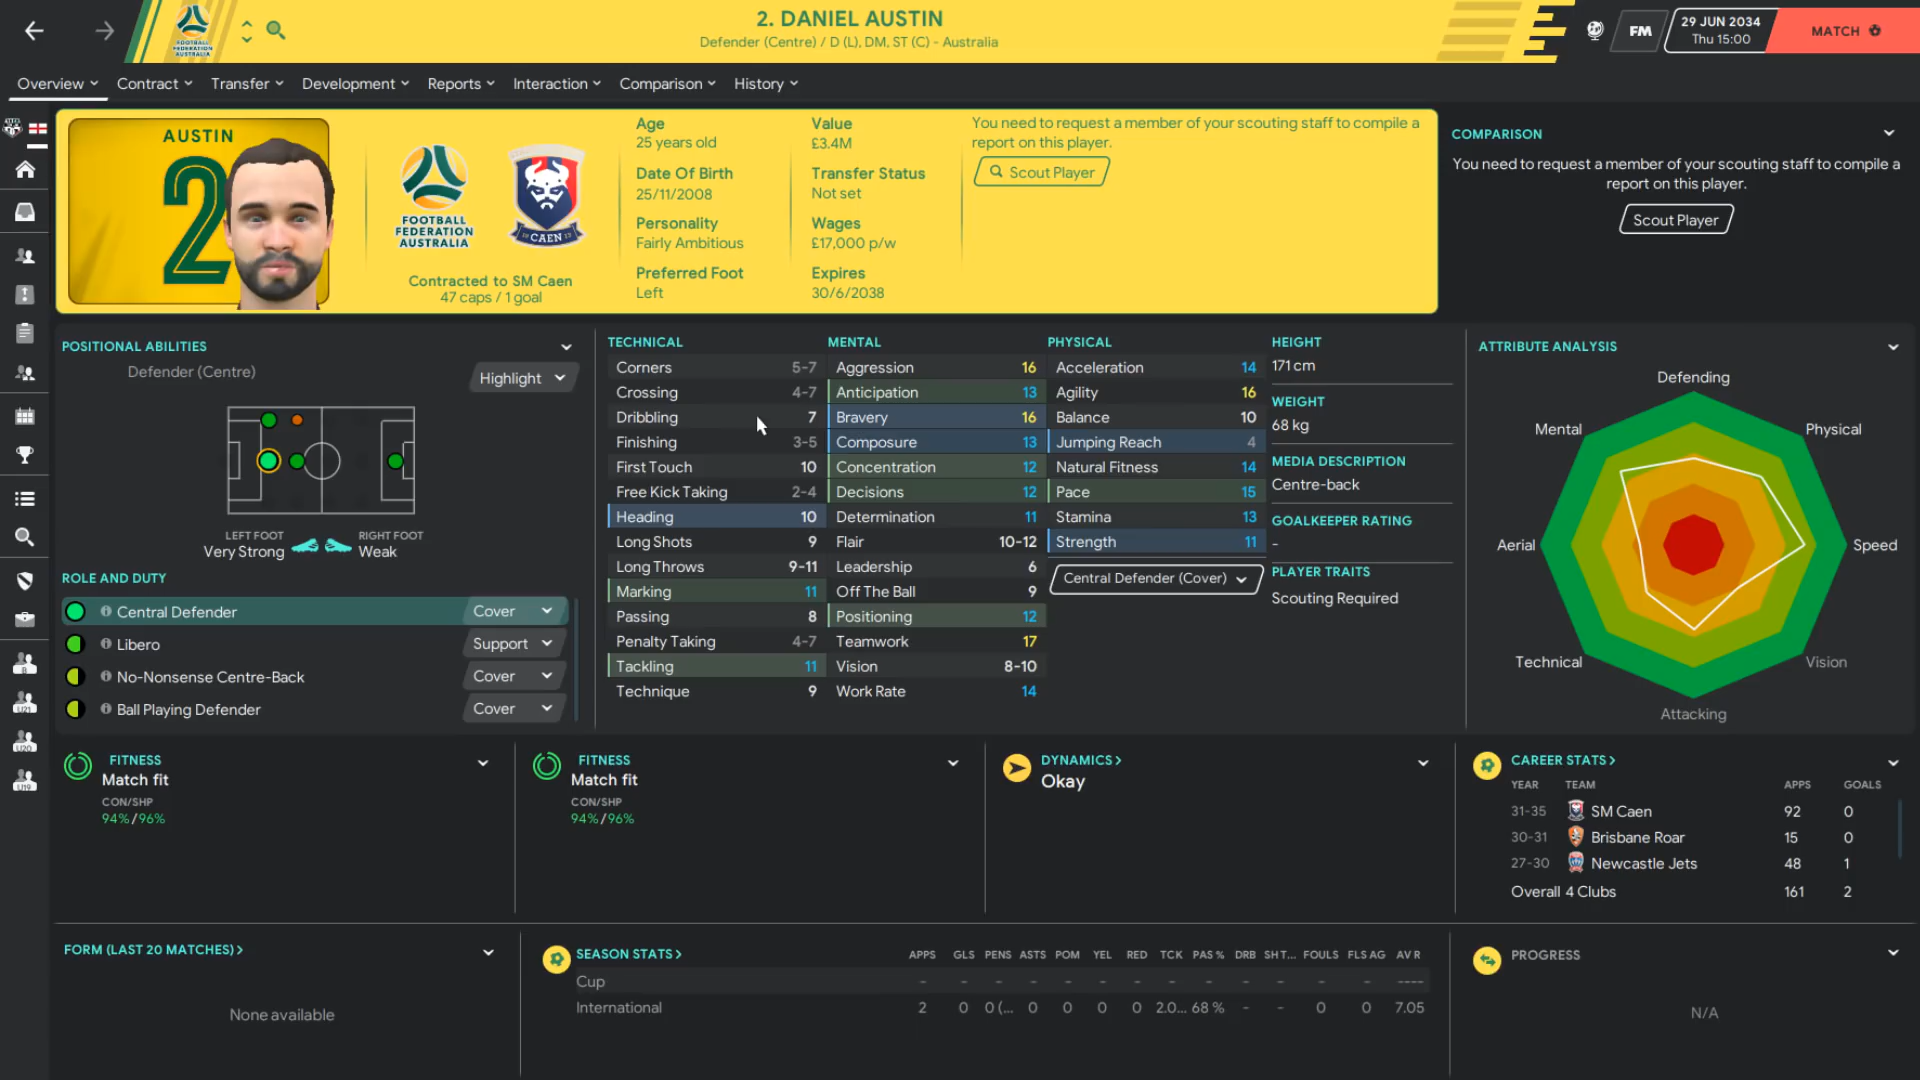 2. DANIEL AUSTIN
Defender (Centre) / D (L), DM, ST (C) - Australia
FOOTBALL
FEDERATION
AUSTRALIA
FM
29 JUN 2034
Thu 15:00
MATCH
Overview
Contract
Transfer
Development
Reports
Interaction
Comparison
History
AUSTIN
2
FOOTBALL
FEDERATION
AUSTRALIA
CAEN
Contracted to SM Caen
47 caps / 1 goal
Age
25 years old
Date Of Birth
25/11/2008
Personality
Fairly Ambitious
Preferred Foot
Left
Value
£3.4M
Transfer Status
Not set
Wages
£17,000 p/w
Expires
30/6/2038
You need to request a member of your scouting staff to compile a
report on this player.
Scout Player
COMPARISON
You need to request a member of your scouting staff to compile a
report on this player.
Scout Player
POSITIONAL ABILITIES
Defender (Centre)
Highlight
LEFT FOOT
Very Strong
RIGHT FOOT
Weak
ROLE AND DUTY
Central Defender Cover
Libero Support
No-Nonsense Centre-Back Cover
Ball Playing Defender Cover
TECHNICAL
Corners 5-7
Crossing 4-7
Dribbling 7
Finishing 3-5
First Touch 10
Free Kick Taking 2-4
Heading 10
Long Shots 9
Long Throws 9-11
Marking 11
Passing 8
Penalty Taking 4-7
Tackling 11
Technique 9
MENTAL
Aggression 16
Anticipation 13
Bravery 16
Composure 13
Concentration 12
Decisions 12
Determination 11
Flair 10-12
Leadership 6
Off The Ball 9
Positioning 12
Teamwork 17
Vision 8-10
Work Rate 14
PHYSICAL
Acceleration 14
Agility 16
Balance 10
Jumping Reach 4
Natural Fitness 14
Pace 15
Stamina 13
Strength 11
Central Defender (Cover)
HEIGHT
171 cm
WEIGHT
68 kg
MEDIA DESCRIPTION
Centre-back
GOALKEEPER RATING
-
PLAYER TRAITS
Scouting Required
ATTRIBUTE ANALYSIS
Defending
Mental
Physical
Aerial
Speed
Technical
Vision
Attacking
FITNESS
Match fit
CON/SHP
94%/96%
FITNESS
Match fit
CON/SHP
94%/96%
DYNAMICS
Okay
CAREER STATS
YEAR TEAM APPS GOALS
31-35 SM Caen 92 0
30-31 Brisbane Roar 15 0
27-30 Newcastle Jets 48 1
Overall 4 Clubs 161 2
FORM (LAST 20 MATCHES)
None available
SEASON STATS
APPS GLS PENS ASTS POM YEL RED TCK PAS % DRB SH T... FOULS FLS AG AV R
Cup - - - - - - - - - - - - - ----
International 2 0 0 (... 0 0 0 0 2.0... 68 % - - 0 0 7.05
PROGRESS
N/A
U21
U20
U19